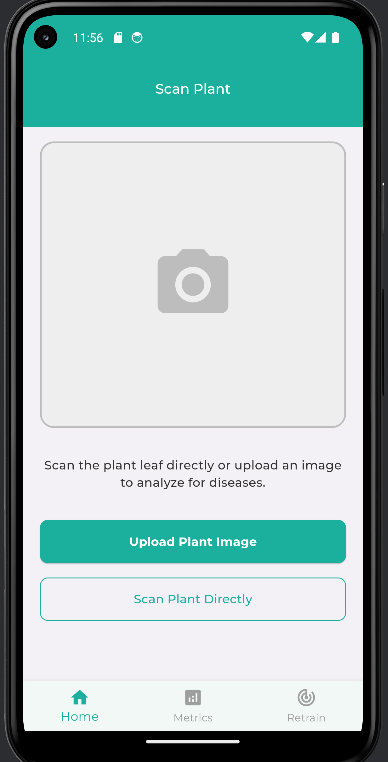 11:56
Scan Plant
Scan the plant leaf directly or upload an image
to analyze for diseases.
Upload Plant Image
Scan Plant Directly
Home
Metrics
Retrain